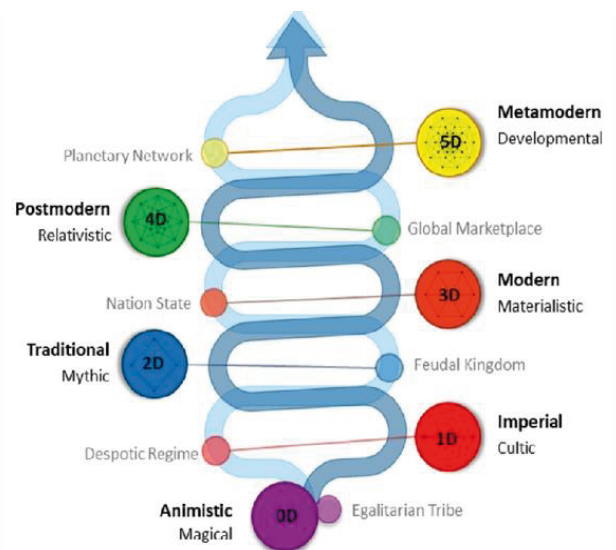 Metamodern
5D
Developmental
Planetary Network
Postmodern
4D
Relativistic
Global Marketplace
Modern
3D
Materialistic
Nation State
Traditional
2D
Mythic
Feudal Kingdom
Imperial
1D
Cultic
Despotic Regime
Animistic
0D
Magical
Egalitarian Tribe